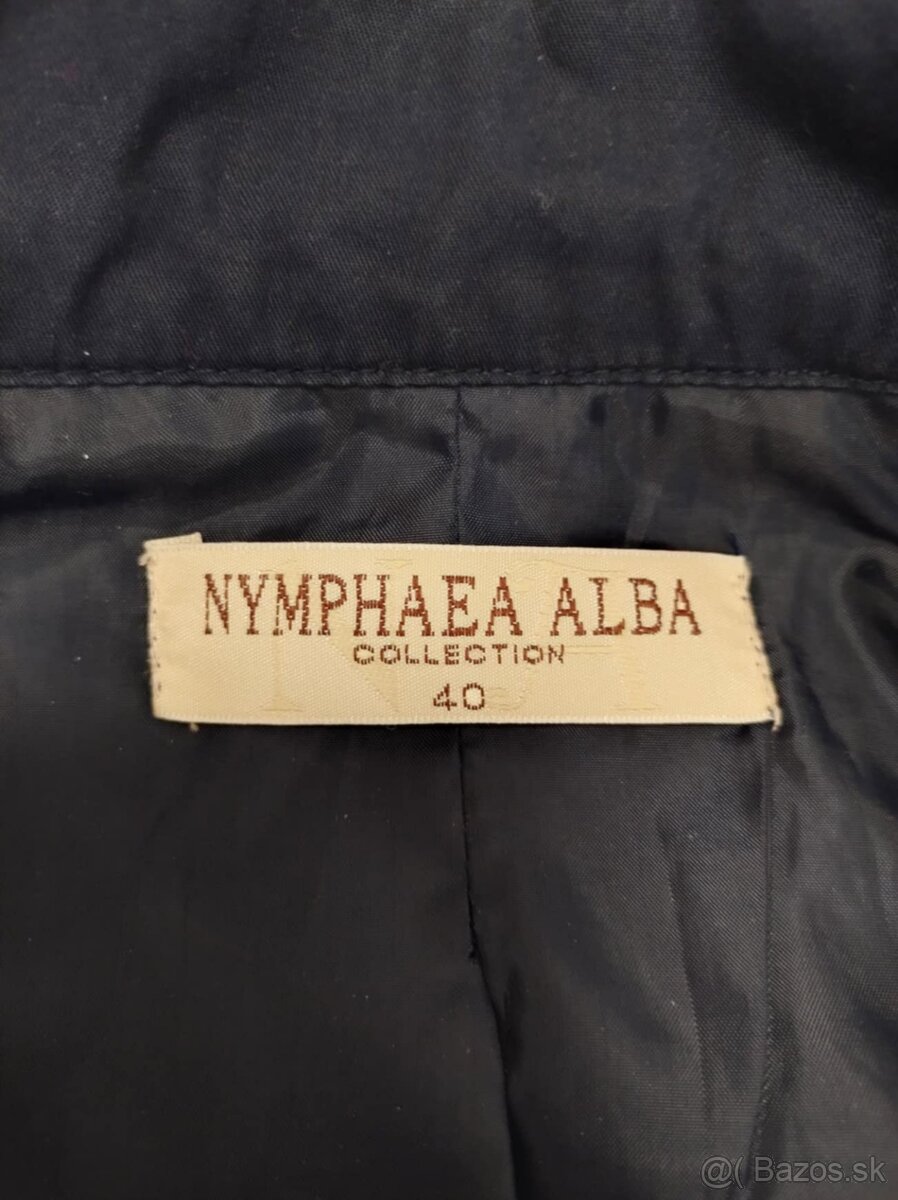 NYMPHAEA ALBA
COLLECTION
40
@( Bazos.sk